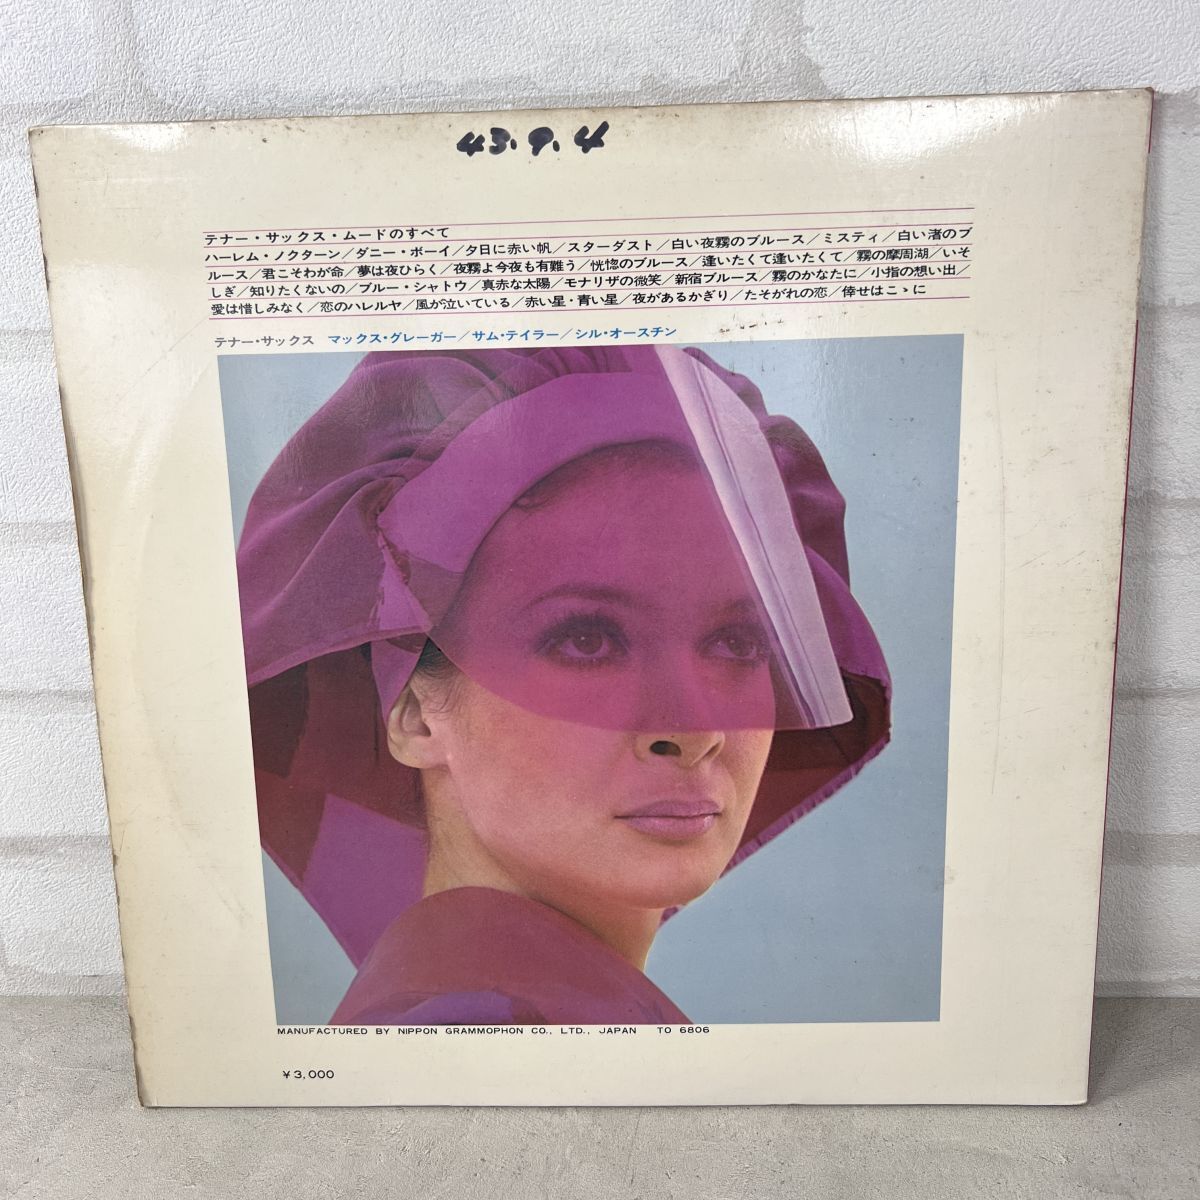 43.9.4
テナー・サックス・ムードのすべて
ハーレム・ノクターン/ダニー・ボーイ/夕日に赤い帆/スターダスト/白い夜霧のブルース/ミスティ/白い渚のブ
ルース/君こそわが命/夢は夜ひらく/夜霧よ今夜も有難う/恍惚のブルース/逢いたくて逢いたくて/霧の摩周湖/いそ
しぎ/知りたくないの/ブルー・シャトウ/真赤な太陽/モナリザの微笑/新宿ブルース/霧のかなたに/小指の想い出/
愛は惜しみなく/恋のハレルヤ/風が泣いている/赤い星・青い星/夜があるかぎり/たそがれの恋/倖せはこゝに
テナー・サックス マックス・グレーガー/サム・テイラー/シル・オースチン
MANUFACTURED BY NIPPON GRAMMOPHON CO., LTD., JAPAN TO 6806
¥3,000